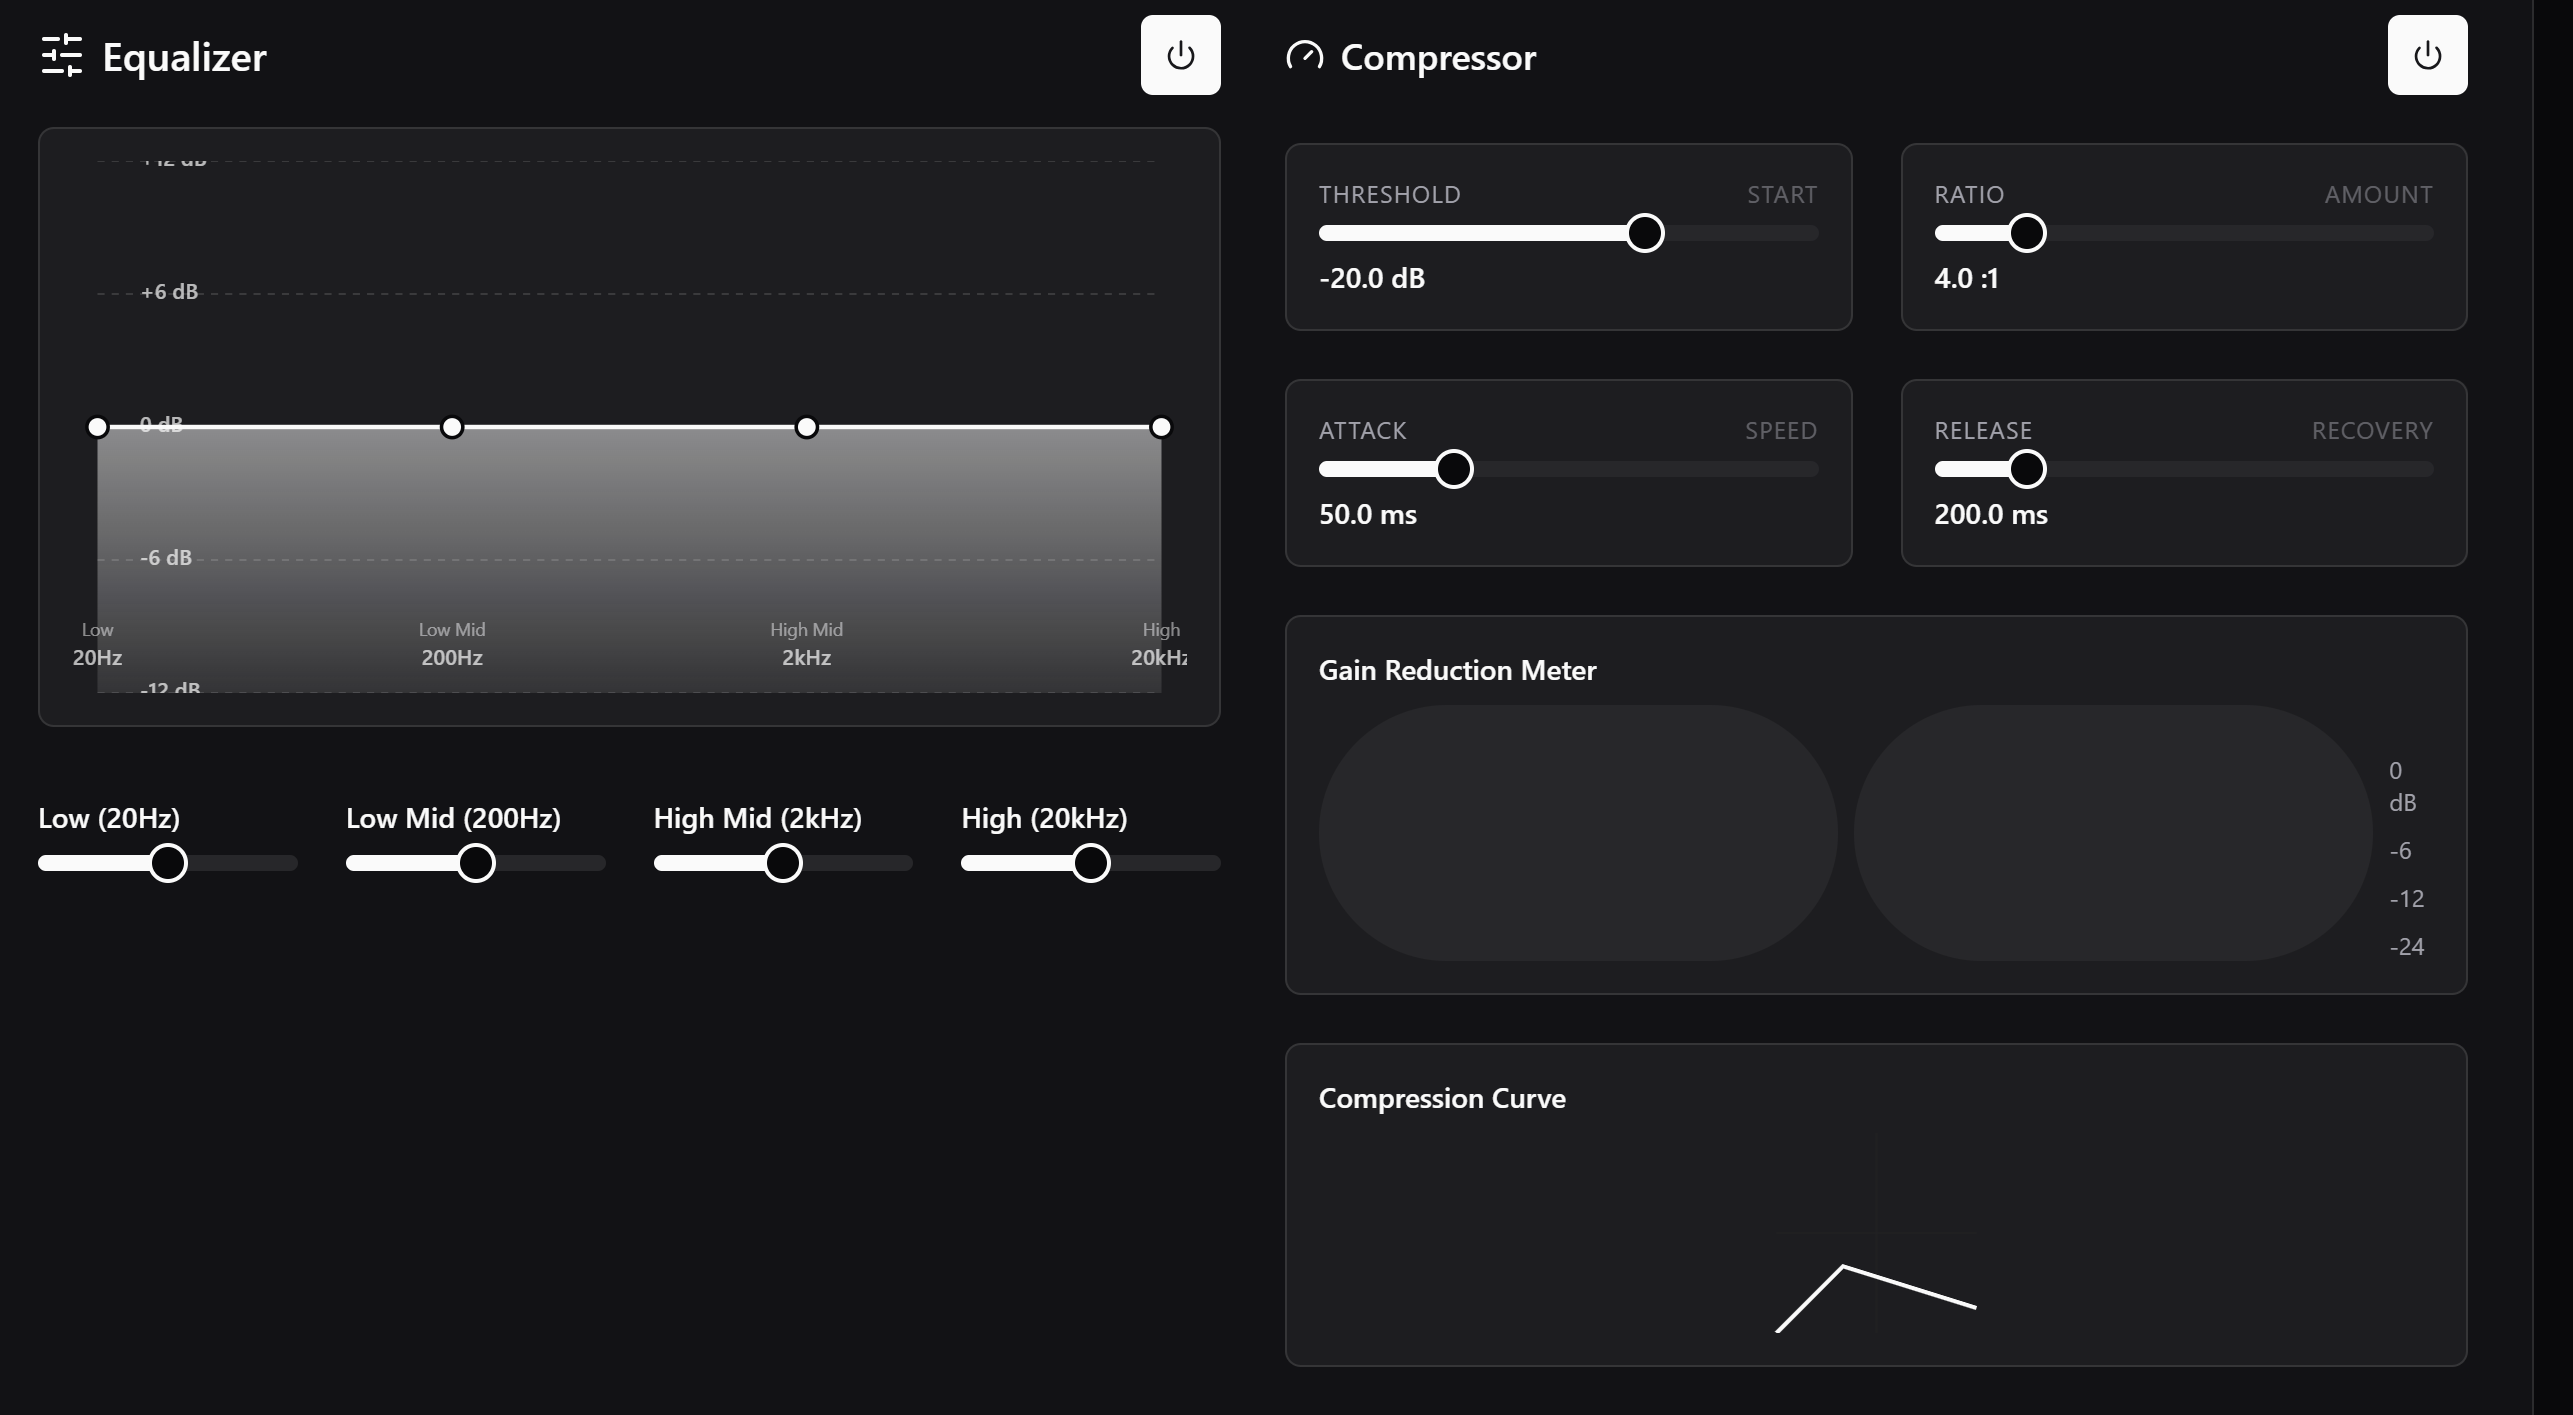 Equalizer
+12 dB
+6 dB
0 dB
-6 dB
Low
Low Mid
High Mid
High
20Hz
200Hz
2kHz
20kHz
-12 dB
Low (20Hz)
Low Mid (200Hz)
High Mid (2kHz)
High (20kHz)
Compressor
THRESHOLD
START
-20.0 dB
RATIO
AMOUNT
4.0 :1
ATTACK
SPEED
50.0 ms
RELEASE
RECOVERY
200.0 ms
Gain Reduction Meter
0
dB
-6
-12
-24
Compression Curve